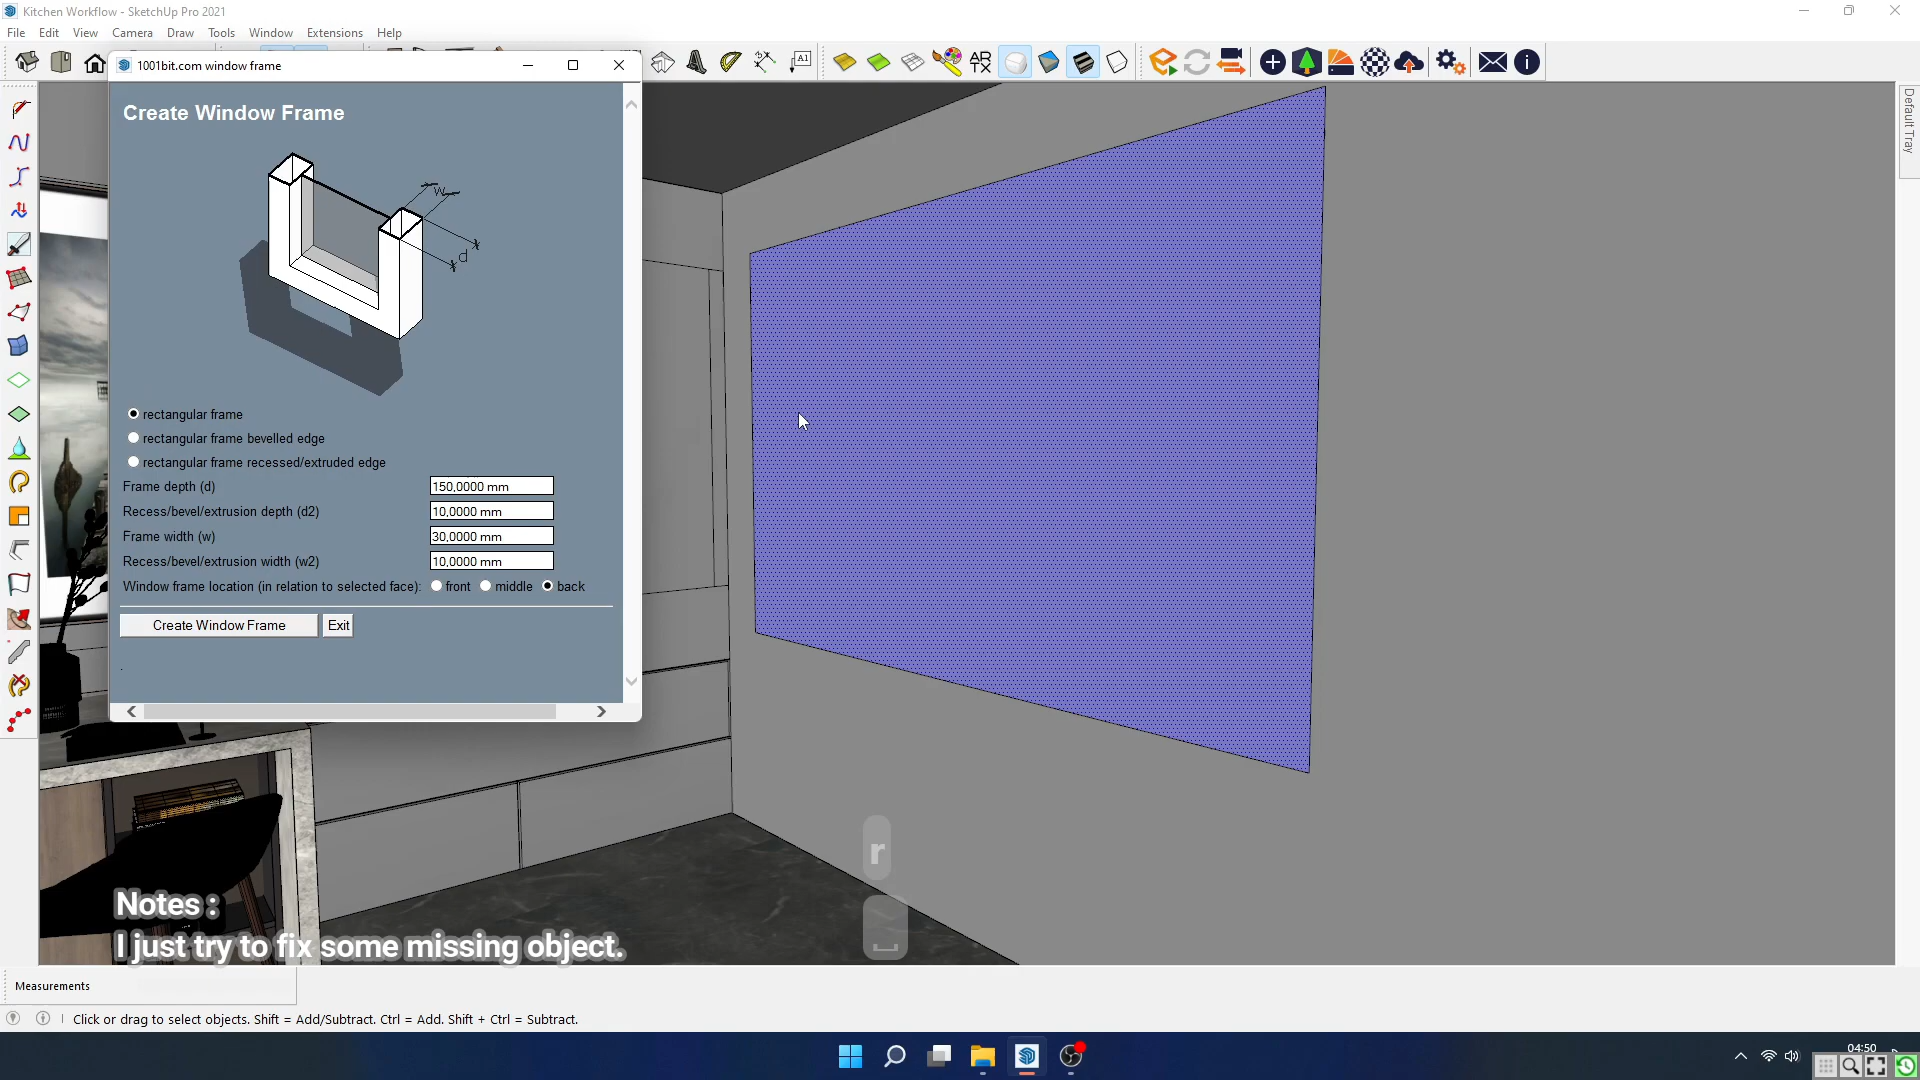 Kitchen Workflow - SketchUp Pro 2021
File Edit View Camera Draw Tools Window Extensions Help
1001bit.com window frame
A1
AR
TX
Default Tray
Create Window Frame
w
d
rectangular frame
rectangular frame bevelled edge
rectangular frame recessed/extruded edge
Frame depth (d) 150,0000 mm
Recess/bevel/extrusion depth (d2) 10,0000 mm
Frame width (w) 30,0000 mm
Recess/bevel/extrusion width (w2) 10,0000 mm
Window frame location (in relation to selected face): front middle back
Create Window Frame Exit
.
r
Notes :
I just try to fix some missing object.
Measurements
Click or drag to select objects. Shift = Add/Subtract. Ctrl = Add. Shift + Ctrl = Subtract.
04:50